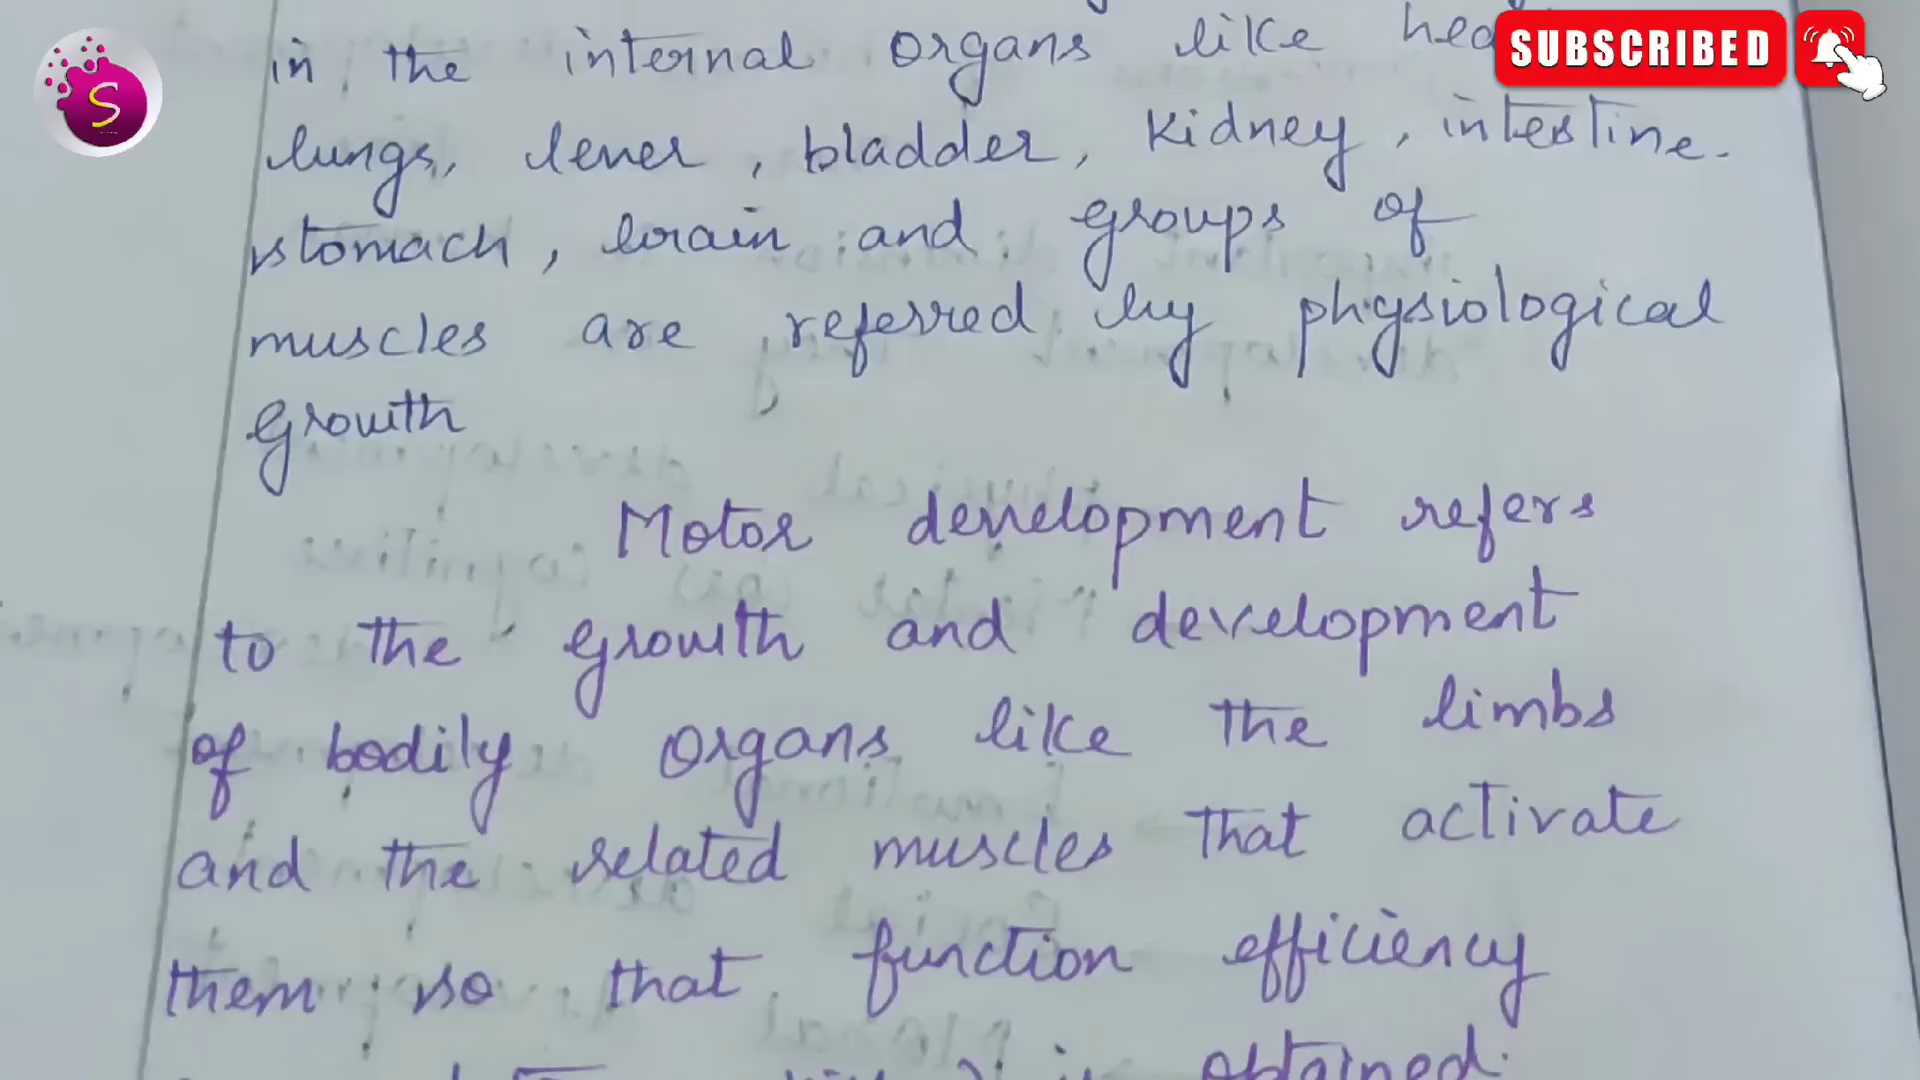 in the internal organs like hea
SUBSCRIBED
S
lungs, lever, bladder, kidney, intestine.
stomach, brain and groups of
muscles are referred by physiological
growth
Motor development refers
to the growth and development
of bodily organs like the limbs
and the related muscles that activate
them so that function efficiency
obtained.